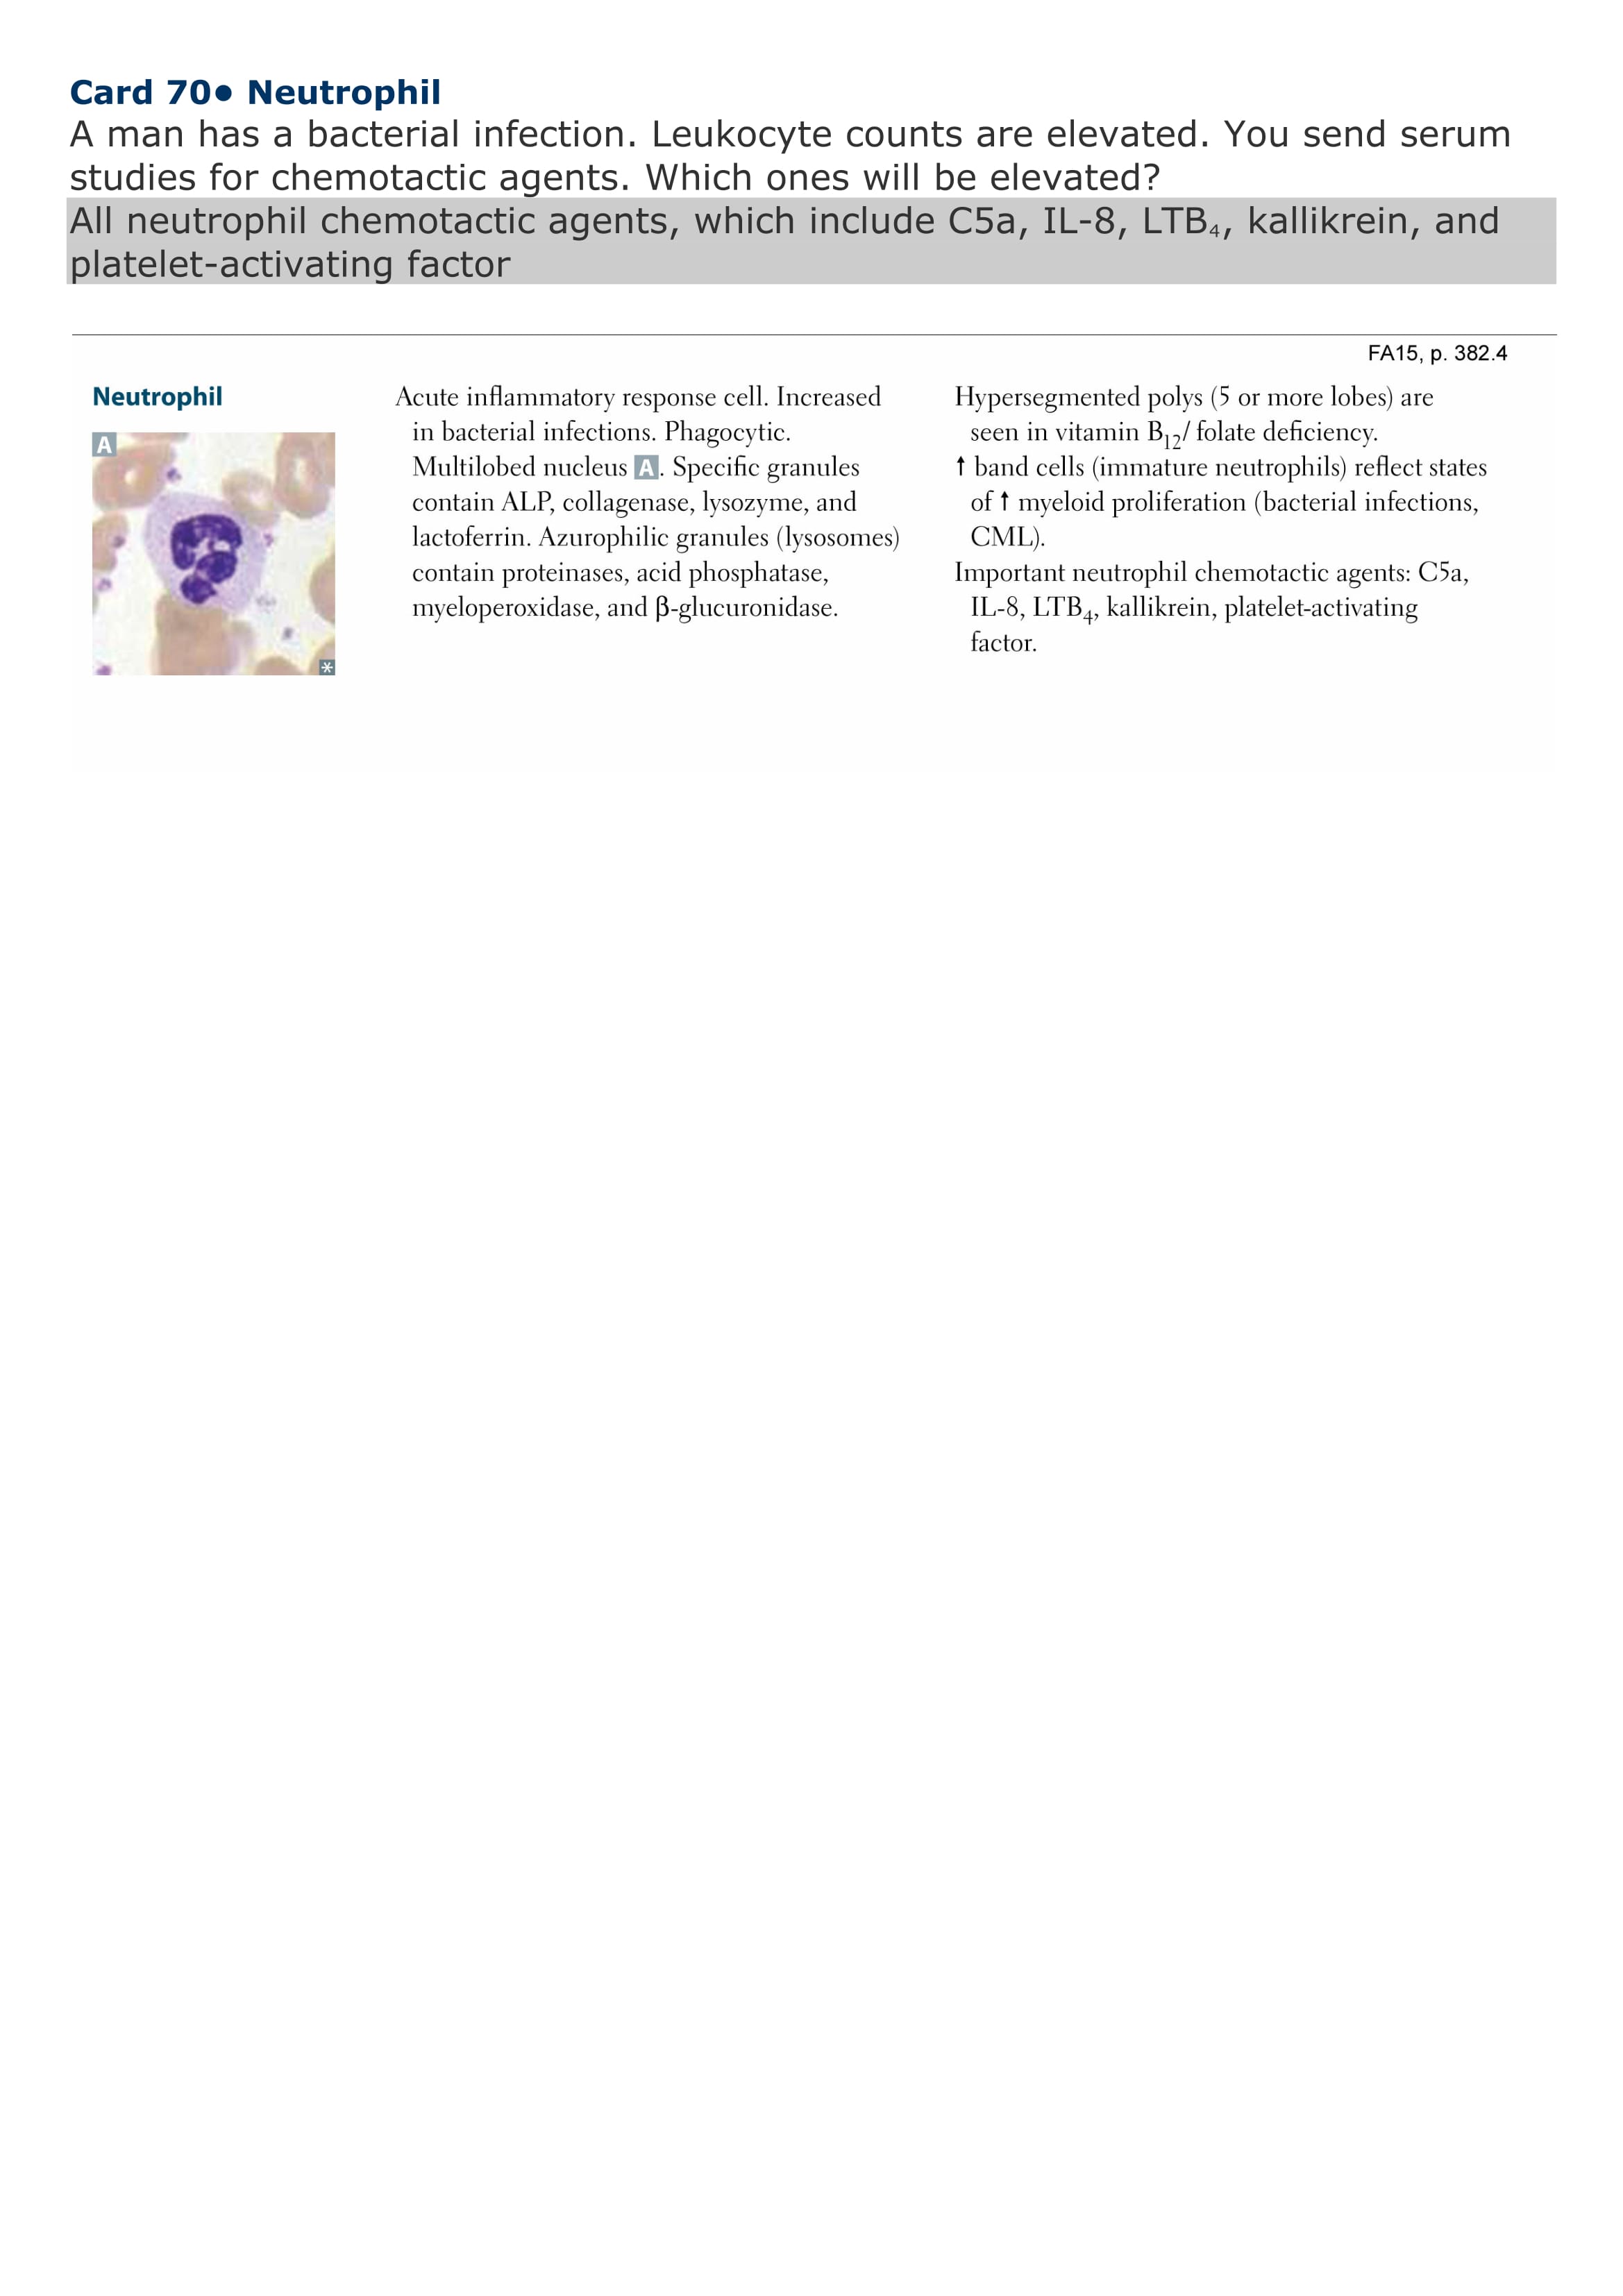 Card 70● Neutrophil
A man has a bacterial infection. Leukocyte counts are elevated. You send serum
studies for chemotactic agents. Which ones will be elevated?
All neutrophil chemotactic agents, which include C5a, IL-8, LTB₄, kallikrein, and
platelet-activating factor
FA15, p. 382.4
Neutrophil
A
*
Acute inflammatory response cell. Increased
in bacterial infections. Phagocytic.
Multilobed nucleus A. Specific granules
contain ALP, collagenase, lysozyme, and
lactoferrin. Azurophilic granules (lysosomes)
contain proteinases, acid phosphatase,
myeloperoxidase, and β-glucuronidase.
Hypersegmented polys (5 or more lobes) are
seen in vitamin B₁₂/ folate deficiency.
↑ band cells (immature neutrophils) reflect states
of ↑ myeloid proliferation (bacterial infections,
CML).
Important neutrophil chemotactic agents: C5a,
IL-8, LTB₄, kallikrein, platelet-activating
factor.